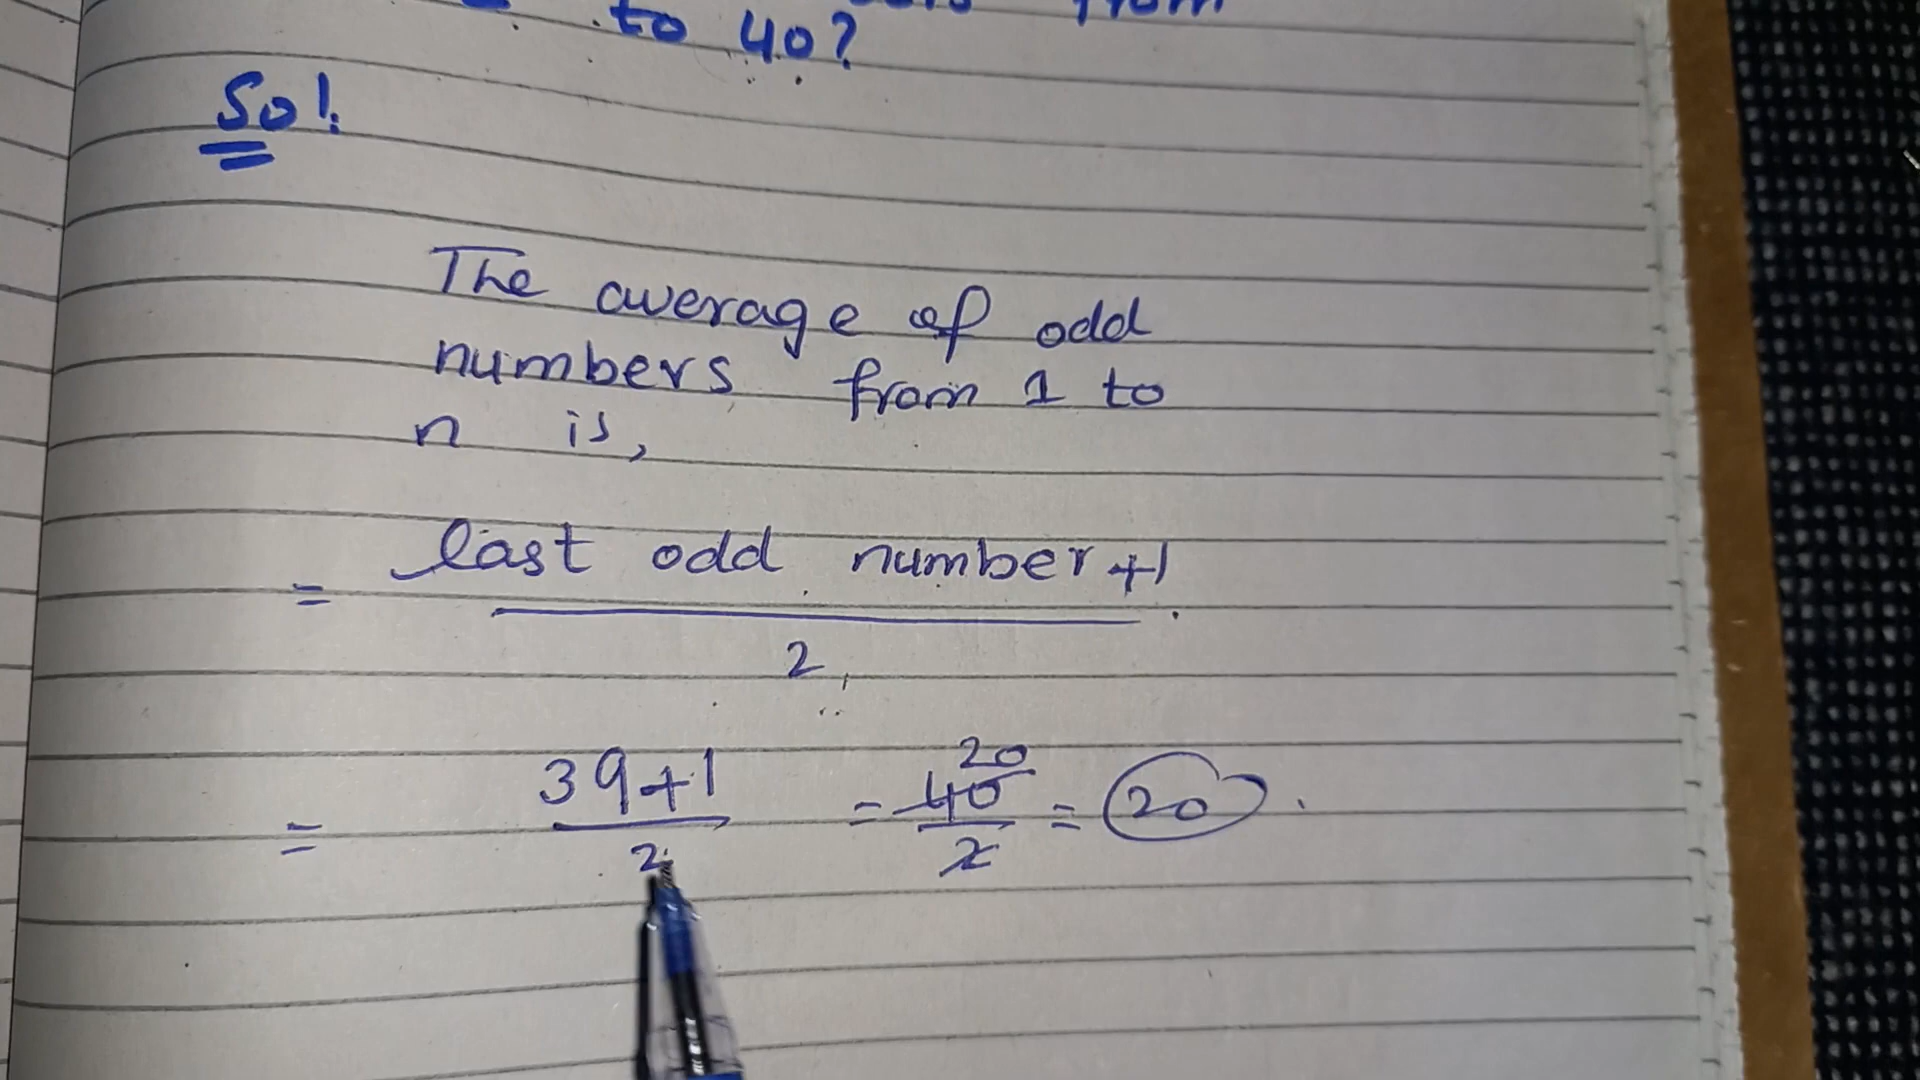 from
to 40?
Sol:
The average of odd
numbers from 1 to
n is,
= last odd number +1
2
= 39+1 = 40 20 = 20.
2 2